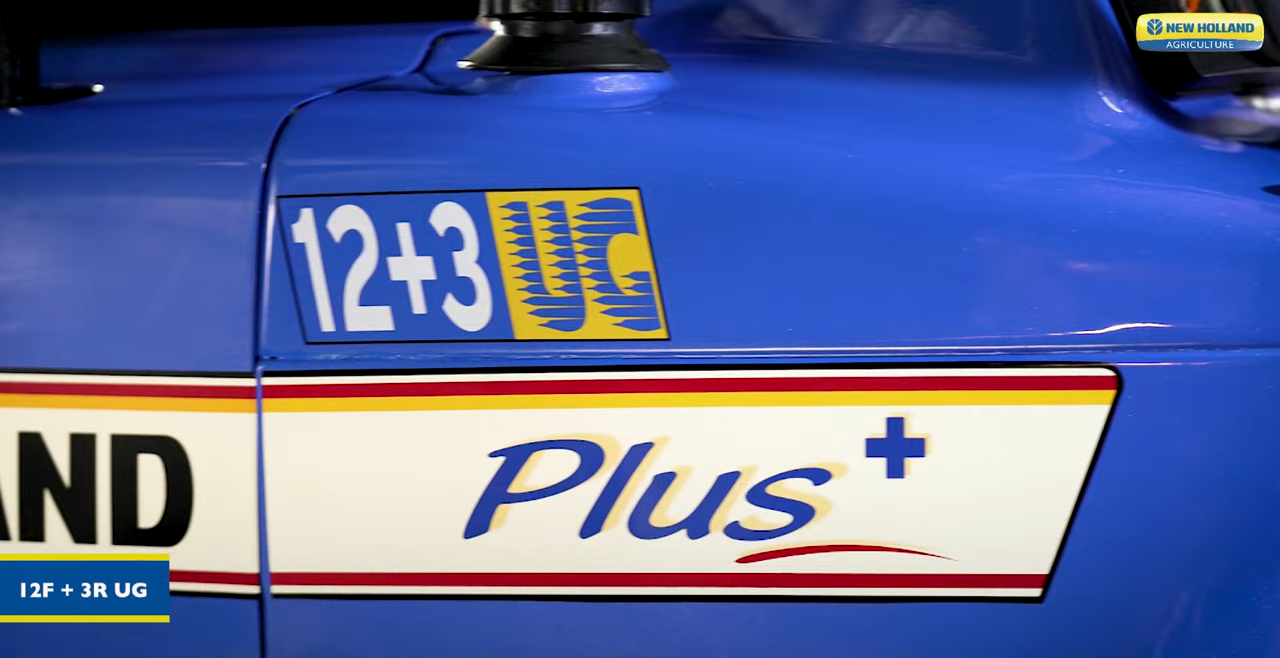 NEW HOLLAND
AGRICULTURE
12+3 UG
AND
Plus+
12F + 3R UG